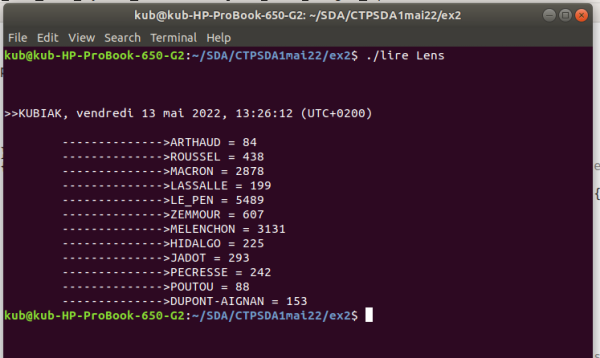 kub@kub-HP-ProBook-650-G2: ~/SDA/CTPSDA1mai22/ex2
File Edit View Search Terminal Help
kub@kub-HP-ProBook-650-G2:~/SDA/CTPSDA1mai22/ex2$ ./lire Lens
>>KUBIAK, vendredi 13 mai 2022, 13:26:12 (UTC+0200)
-------------->ARTHAUD = 84
-------------->ROUSSEL = 438
-------------->MACRON = 2878
-------------->LASSALLE = 199
-------------->LE_PEN = 5489
-------------->ZEMMOUR = 607
-------------->MELENCHON = 3131
-------------->HIDALGO = 225
-------------->JADOT = 293
-------------->PECRESSE = 242
-------------->POUTOU = 88
-------------->DUPONT-AIGNAN = 153
kub@kub-HP-ProBook-650-G2:~/SDA/CTPSDA1mai22/ex2$